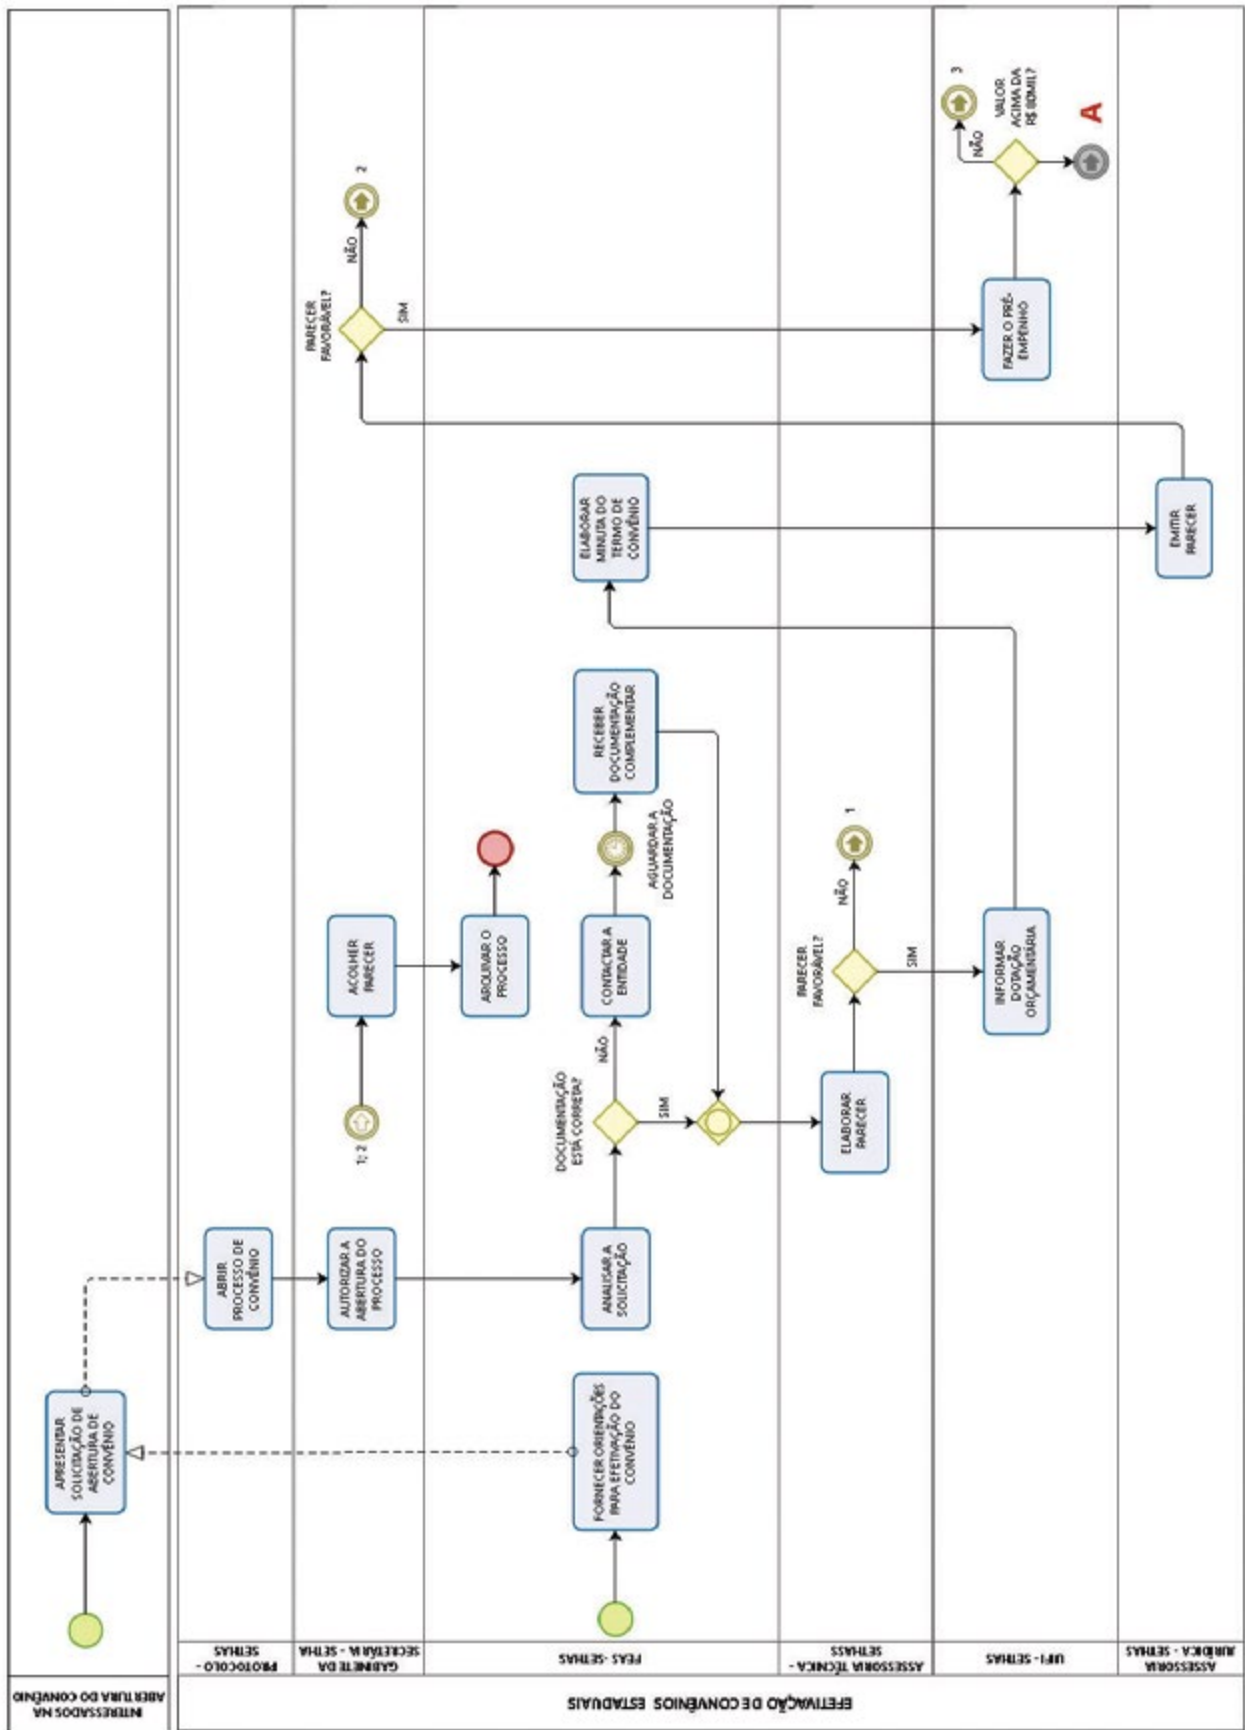 INTERESSADOS NA
ABERTURA DO CONVÊNIO
EFETIVAÇÃO DE CONVÊNIOS ESTADUAIS
PROTOCOLO -
SETHAS
GABINETE DA
SECRETÁRIA - SETHA
FEAS -SETHAS
ASSESSORIA TÉCNICA -
SETHASS
UIFI - SETHAS
ASSESSORIA
JURÍDICA - SETHAS
APRESENTAR
SOLICITAÇÃO DE
ABERTURA DE
CONVÊNIO
FORNECER ORIENTAÇÕES
PARA EFETIVAÇÃO DO
CONVÊNIO
ABRIR
PROCESSO DE
CONVÊNIO
AUTORIZAR A
ABERTURA DO
PROCESSO
ANALISAR A
SOLICITAÇÃO
1; 2
ACOLHER
PARECER
ARQUIVAR O
PROCESSO
DOCUMENTAÇÃO
ESTÁ CORRETA?
NÃO
SIM
CONTACTAR A
ENTIDADE
AGUARDAR A
DOCUMENTAÇÃO
RECEBER
DOCUMENTAÇÃO
COMPLEMENTAR
ELABORAR
PARECER
PARECER
FAVORÁVEL?
NÃO
1
SIM
INFORMAR
DOTAÇÃO
ORÇAMENTÁRIA
ELABORAR
MINUTA DO
TERMO DE
CONVÊNIO
EMITIR
PARECER
PARECER
FAVORÁVEL?
NÃO
2
SIM
FAZER O PRÉ-
EMPENHO
NÃO
3
VALOR
ACIMA DA
R$ 80MIL?
A